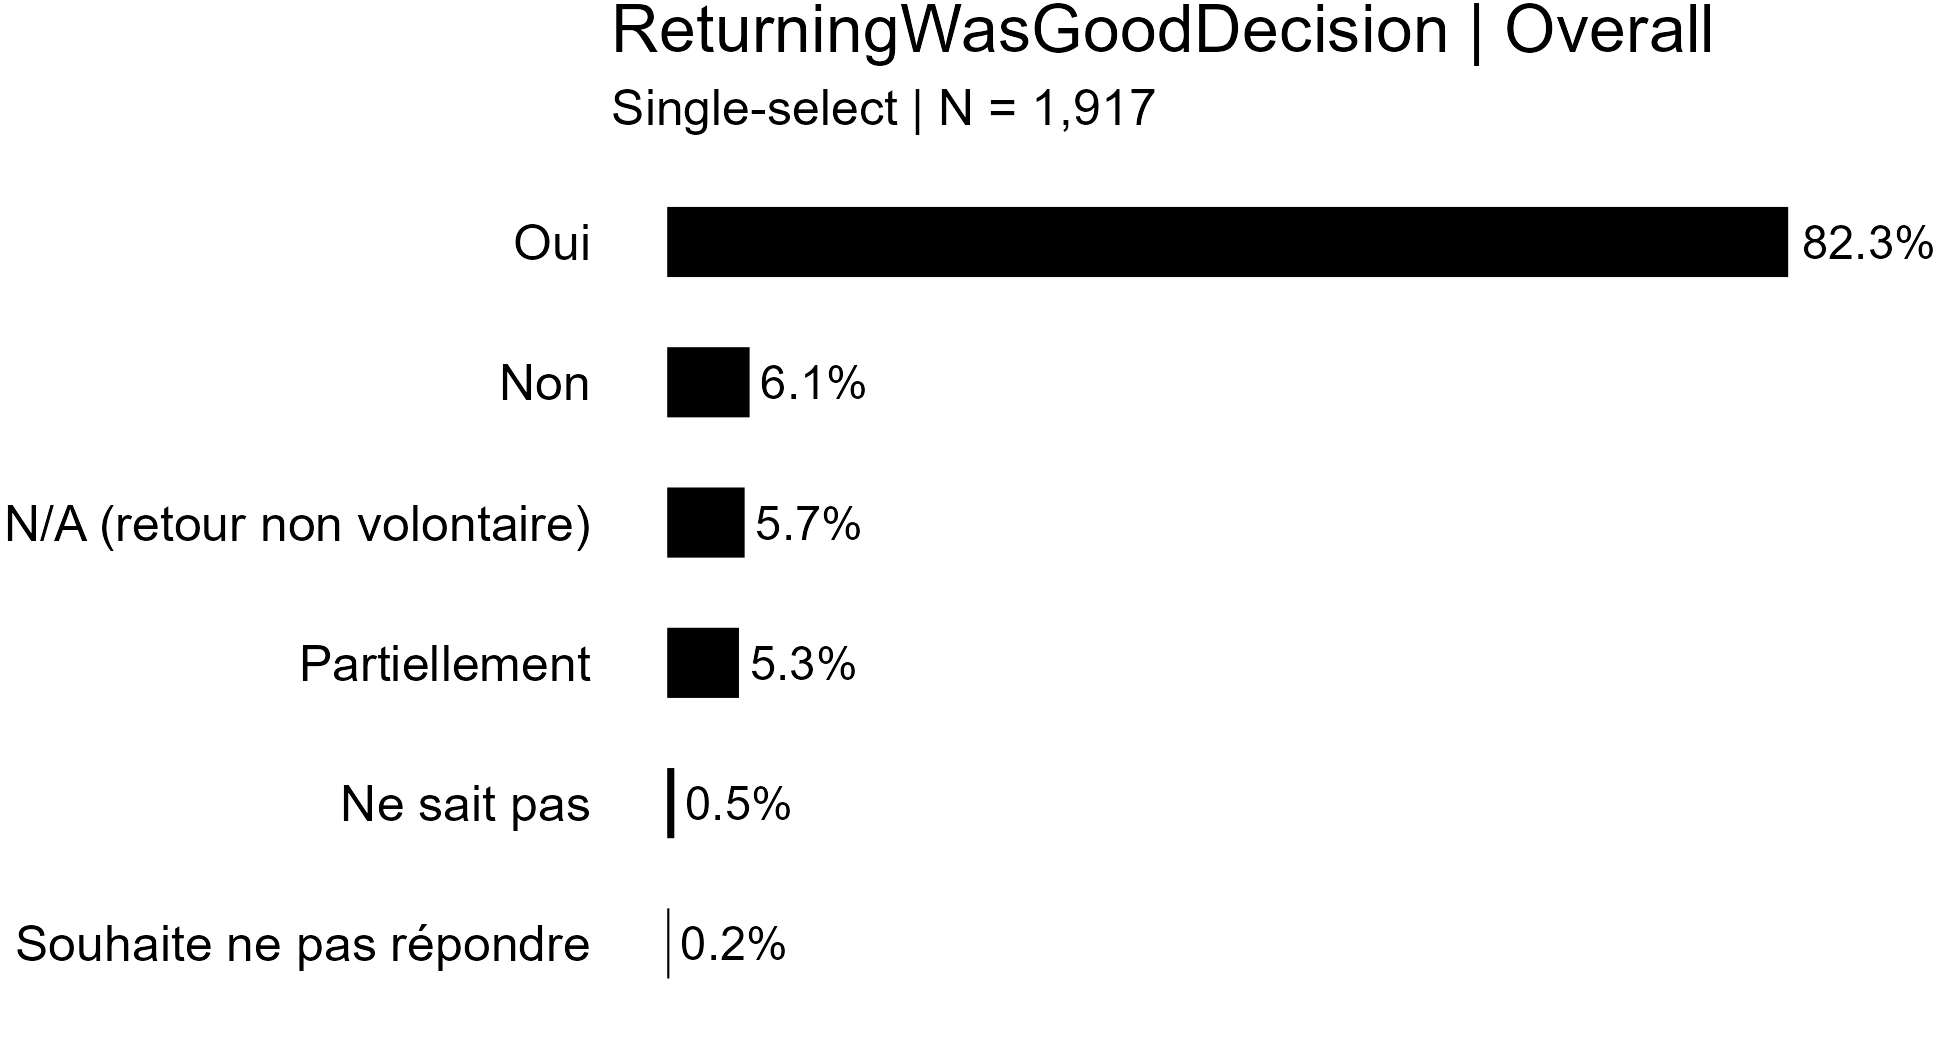 ReturningWasGoodDecision | Overall
Single-select | N = 1,917
Oui 82.3%
Non 6.1%
N/A (retour non volontaire) 5.7%
Partiellement 5.3%
Ne sait pas 0.5%
Souhaite ne pas répondre 0.2%